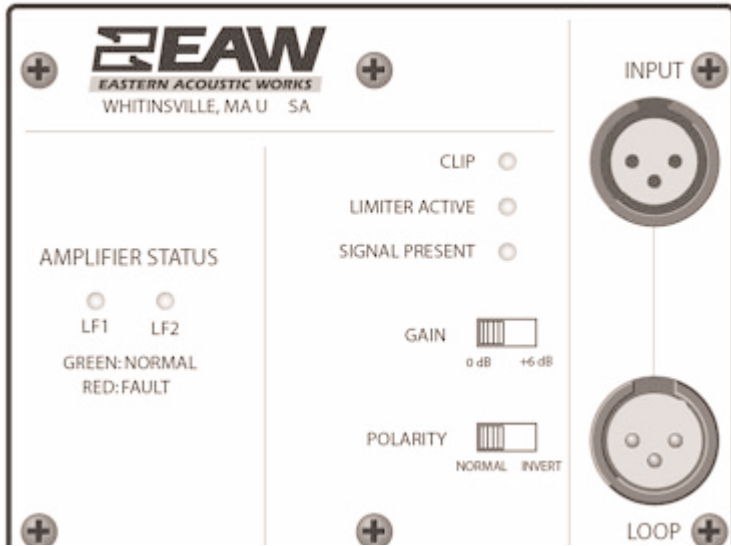 EAW
EASTERN ACOUSTIC WORKS
WHITINSVILLE, MA U SA
INPUT
CLIP
LIMITER ACTIVE
SIGNAL PRESENT
AMPLIFIER STATUS
LF1 LF2
GREEN: NORMAL
RED: FAULT
GAIN
0 dB +6 dB
POLARITY
NORMAL INVERT
LOOP